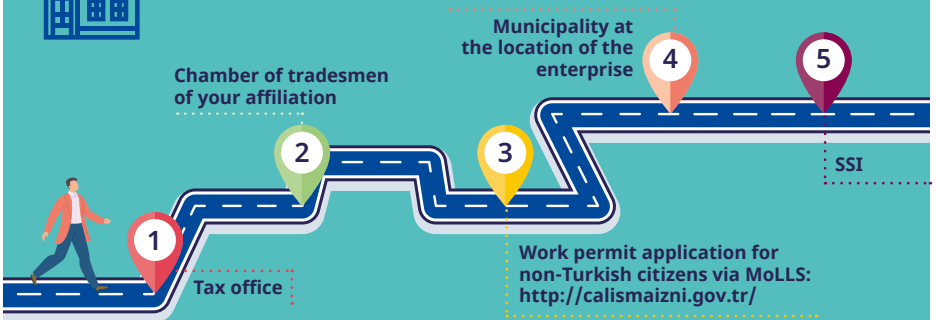 1
Tax office
2
Chamber of tradesmen
of your affiliation
3
Work permit application for
non-Turkish citizens via MoLLS:
http://calismaizni.gov.tr/
4
Municipality at
the location of the
enterprise
5
SSI